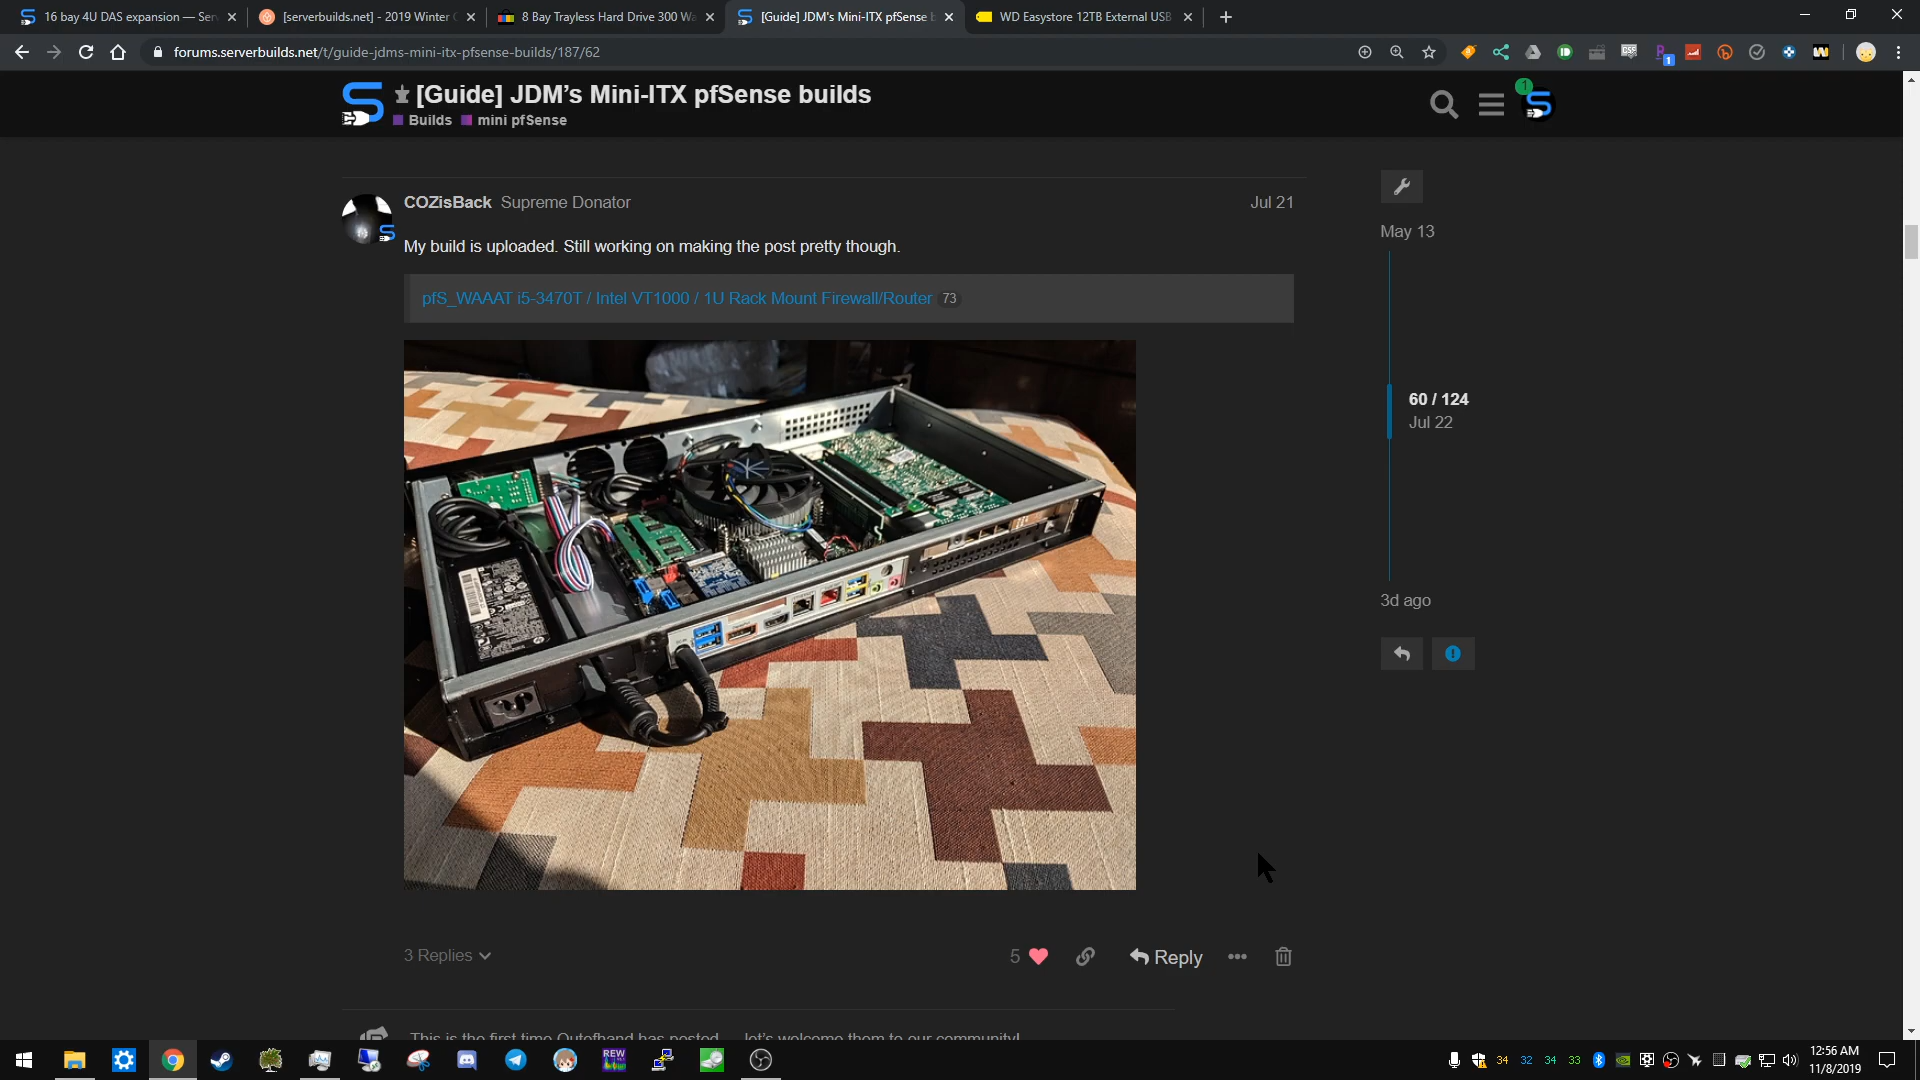 16 bay 4U DAS expansion — Ser
[serverbuilds.net] - 2019 Winter C
8 Bay Trayless Hard Drive 300 Wa
[Guide] JDM's Mini-ITX pfSense b
WD Easystore 12TB External USB
forums.serverbuilds.net/t/guide-jdms-mini-itx-pfsense-builds/187/62
1
[Guide] JDM’s Mini-ITX pfSense builds
Builds mini pfSense
1
COZisBack Supreme Donator
Jul 21
My build is uploaded. Still working on making the post pretty though.
pfS_WAAAT i5-3470T / Intel VT1000 / 1U Rack Mount Firewall/Router 73
May 13
60 / 124
Jul 22
3d ago
3 Replies
5
Reply
This is the first time Outofhand has posted — let's welcome them to our community!
REW
34 32 34 33
12:56 AM
11/8/2019